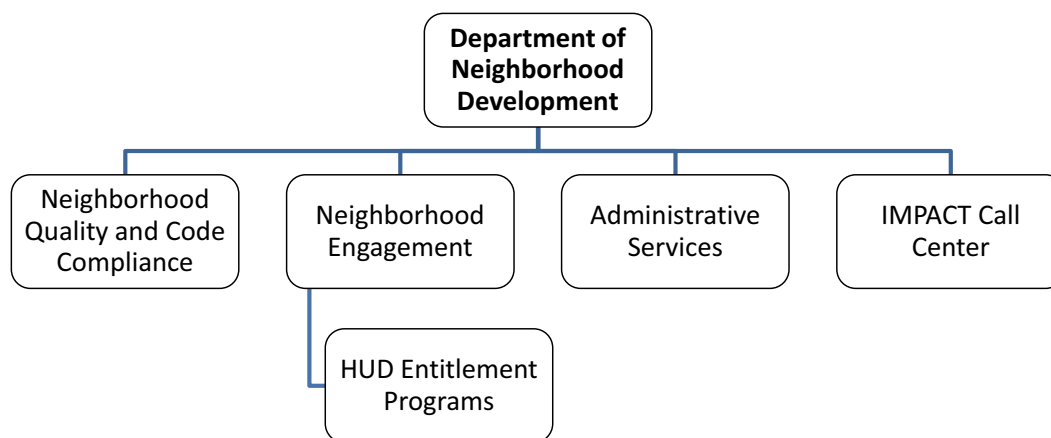 Department of
Neighborhood
Development
Neighborhood
Quality and Code
Compliance
Neighborhood
Engagement
Administrative
Services
IMPACT Call
Center
HUD Entitlement
Programs